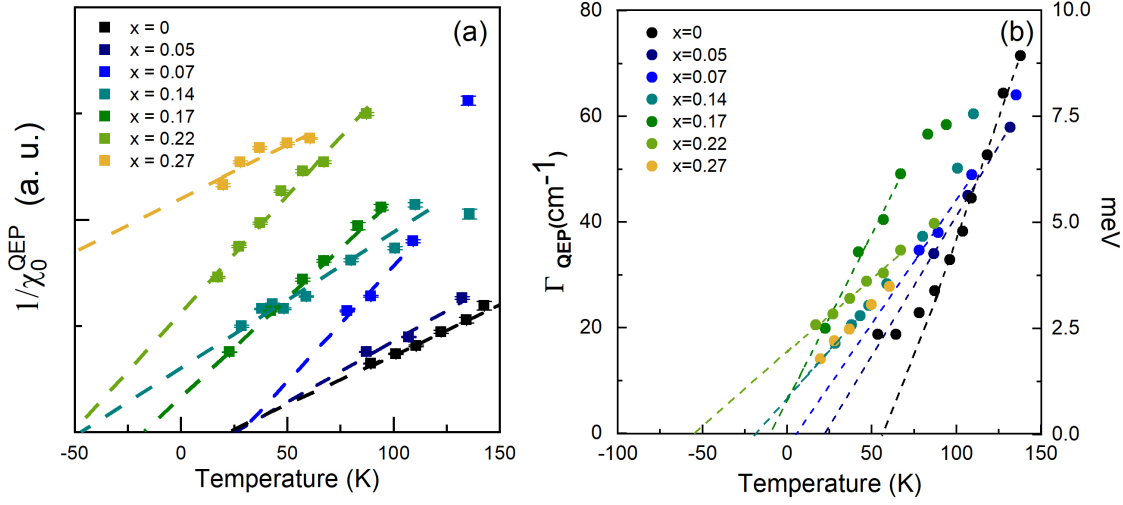 (a)
x = 0
x = 0.05
x = 0.07
x = 0.14
x = 0.17
x = 0.22
x = 0.27
1/χ₀^QEP (a. u.)
-50 0 50 100 150
Temperature (K)
(b)
x=0
x=0.05
x=0.07
x=0.14
x=0.17
x=0.22
x=0.27
Γ QEP(cm⁻¹)
80
60
40
20
0
10.0
7.5
5.0
2.5
0.0
meV
-100 -50 0 50 100 150
Temperature (K)